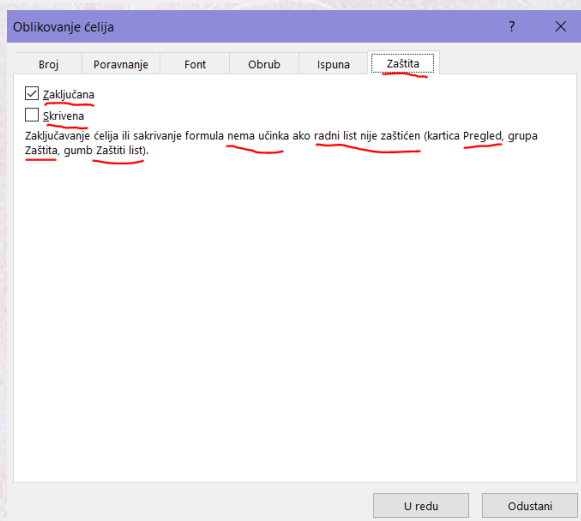 Oblikovanje ćelija ? ×
Broj Poravnanje Font Obrub Ispuna Zaštita
Zaključana
Skrivena
Zaključavanje ćelija ili sakrivanje formula nema učinka ako radni list nije zaštićen (kartica Pregled, grupa
Zaštita, gumb Zaštiti list).
U redu Odustani